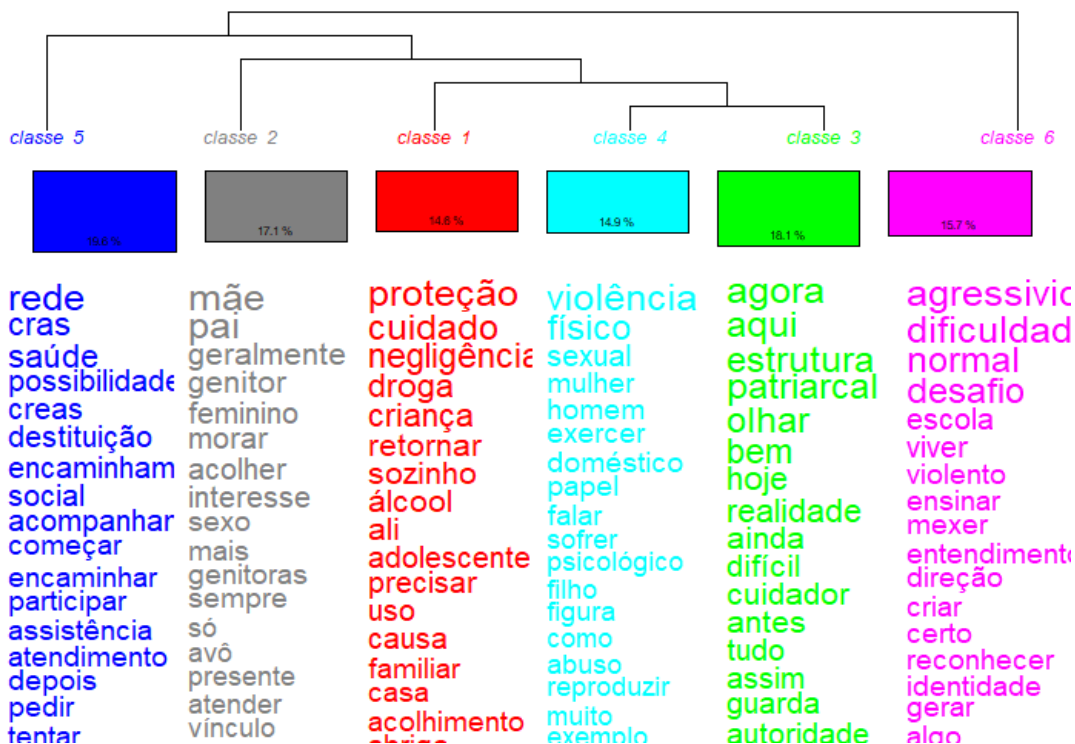 classe 5
classe 2
classe 1
classe 4
classe 3
classe 6
17.1 %
14.9 %
18.1 %
15.7 %
rede
cras
saúde
possibilidade
creas
destituição
encaminham
social
acompanhar
começar
encaminhar
participar
assistência
atendimento
depois
pedir
tentar
mãe
pai
geralmente
genitor
feminino
morar
acolher
interesse
sexo
mais
genitoras
sempre
só
avô
presente
atender
vínculo
proteção
cuidado
negligência
droga
criança
retornar
sozinho
álcool
ali
adolescente
precisar
uso
causa
familiar
casa
acolhimento
abrigo
violência
físico
sexual
mulher
homem
exercer
doméstico
papel
falar
sofrer
psicológico
filho
figura
como
abuso
reproduzir
muito
exemplo
agora
aqui
estrutura
patriarcal
olhar
bem
hoje
realidade
ainda
difícil
cuidador
antes
tudo
assim
guarda
autoridade
agressivid
dificuldad
normal
desafio
escola
viver
violento
ensinar
mexer
entendimento
direção
criar
certo
reconhecer
identidade
gerar
algo